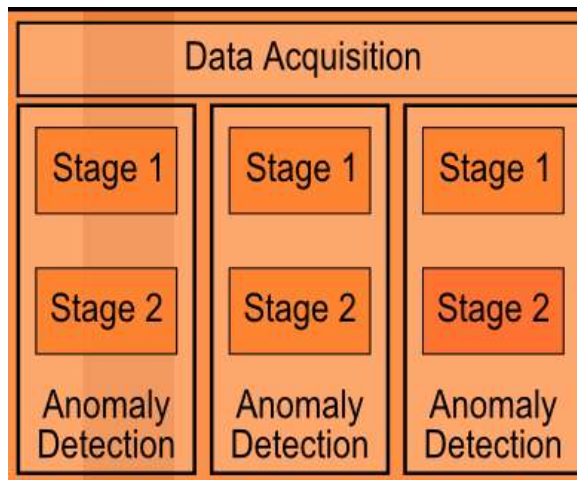 Data Acquisition
Stage 1
Stage 1
Stage 1
Stage 2
Stage 2
Stage 2
Anomaly
Detection
Anomaly
Detection
Anomaly
Detection